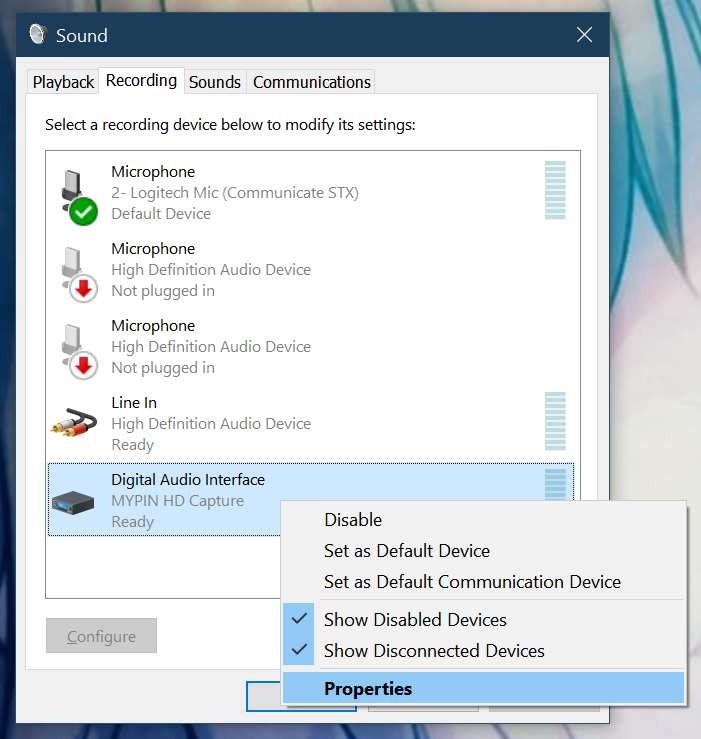 Sound
Playback Recording Sounds Communications
Select a recording device below to modify its settings:
Microphone
2- Logitech Mic (Communicate STX)
Default Device
Microphone
High Definition Audio Device
Not plugged in
Microphone
High Definition Audio Device
Not plugged in
Line In
High Definition Audio Device
Ready
Digital Audio Interface
MYPIN HD Capture
Ready
Disable
Set as Default Device
Set as Default Communication Device
Show Disabled Devices
Show Disconnected Devices
Properties
Configure